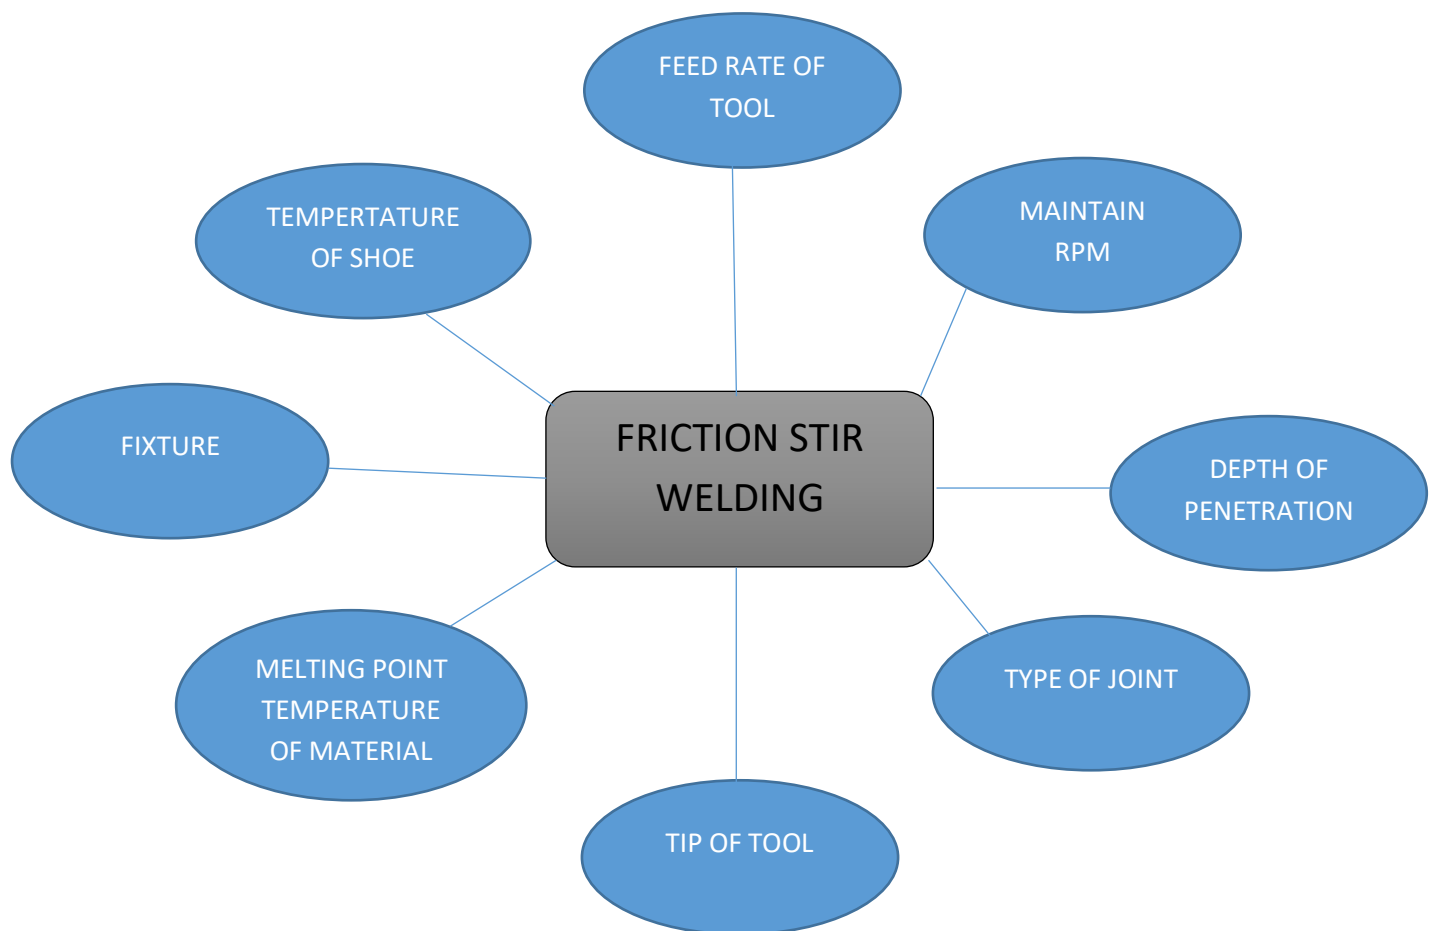 FEED RATE OF
TOOL
TEMPERTATURE
OF SHOE
MAINTAIN
RPM
FIXTURE
FRICTION STIR
WELDING
DEPTH OF
PENETRATION
MELTING POINT
TEMPERATURE
OF MATERIAL
TYPE OF JOINT
TIP OF TOOL